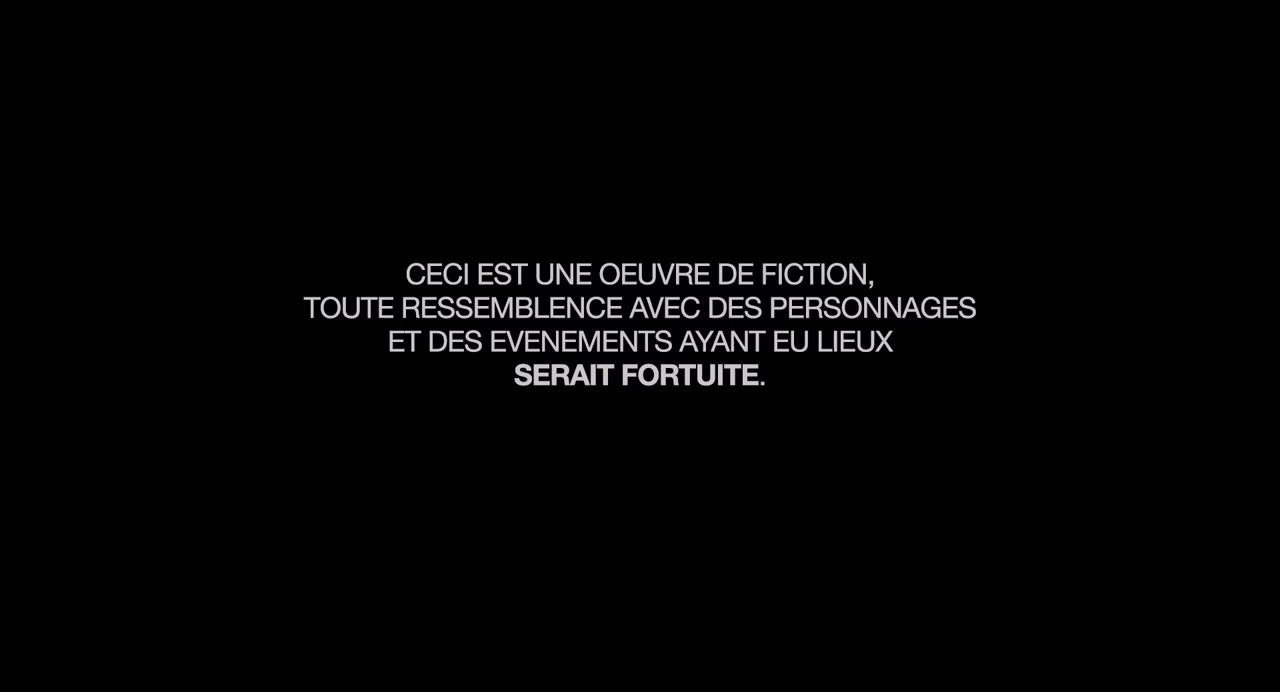 CECI EST UNE OEUVRE DE FICTION,
TOUTE RESSEMBLENCE AVEC DES PERSONNAGES
ET DES EVENEMENTS AYANT EU LIEUX
SERAIT FORTUITE.